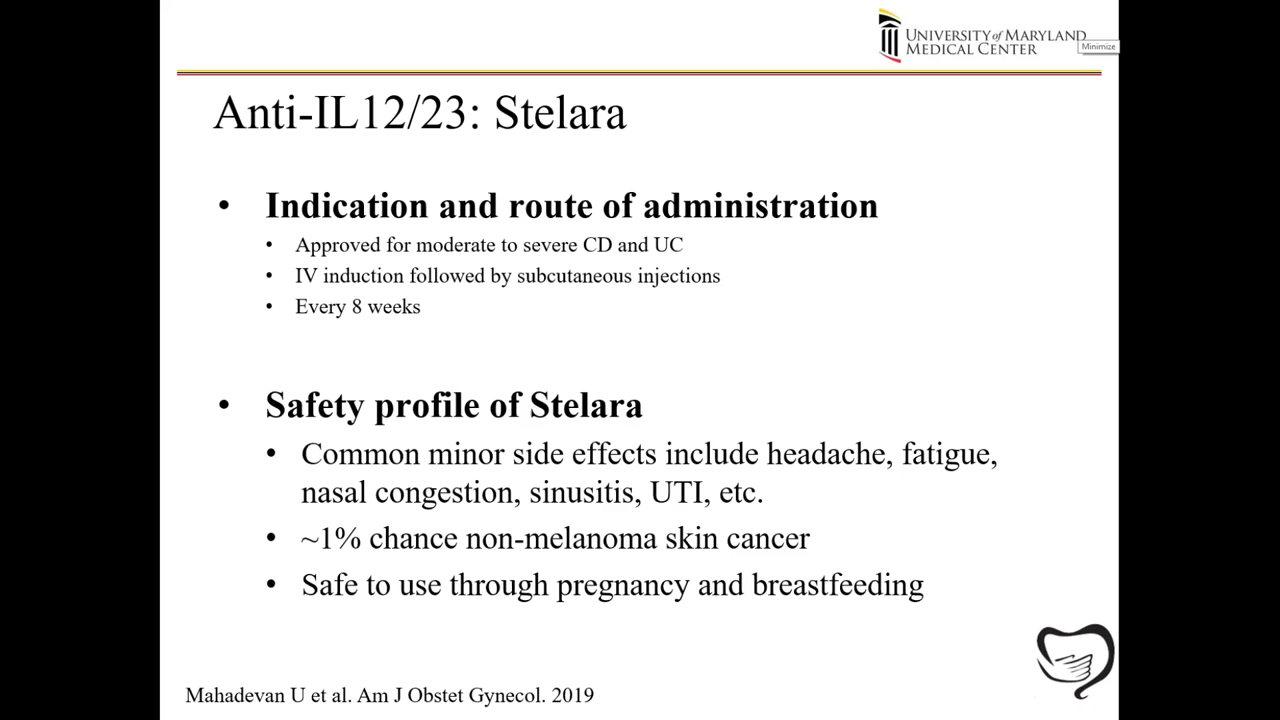 UNIVERSITY of MARYLAND
MEDICAL CENTER
Minimize
Anti-IL12/23: Stelara
• Indication and route of administration
• Approved for moderate to severe CD and UC
• IV induction followed by subcutaneous injections
• Every 8 weeks
• Safety profile of Stelara
• Common minor side effects include headache, fatigue,
nasal congestion, sinusitis, UTI, etc.
• ~1% chance non-melanoma skin cancer
• Safe to use through pregnancy and breastfeeding
Mahadevan U et al. Am J Obstet Gynecol. 2019